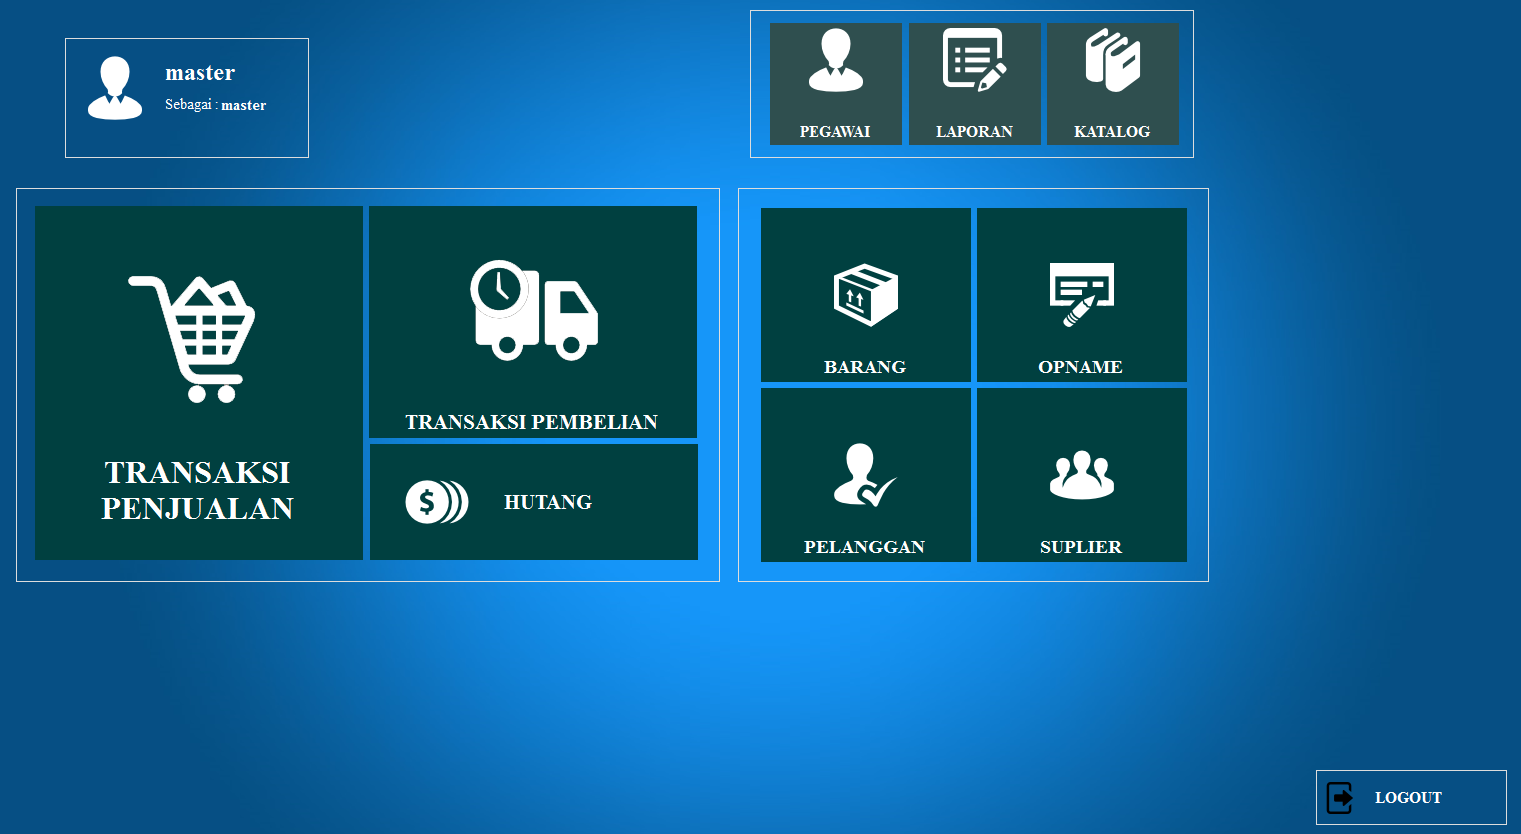 master
Sebagai : master
PEGAWAI
LAPORAN
KATALOG
TRANSAKSI
PENJUALAN
TRANSAKSI PEMBELIAN
$
HUTANG
BARANG
OPNAME
PELANGGAN
SUPLIER
LOGOUT